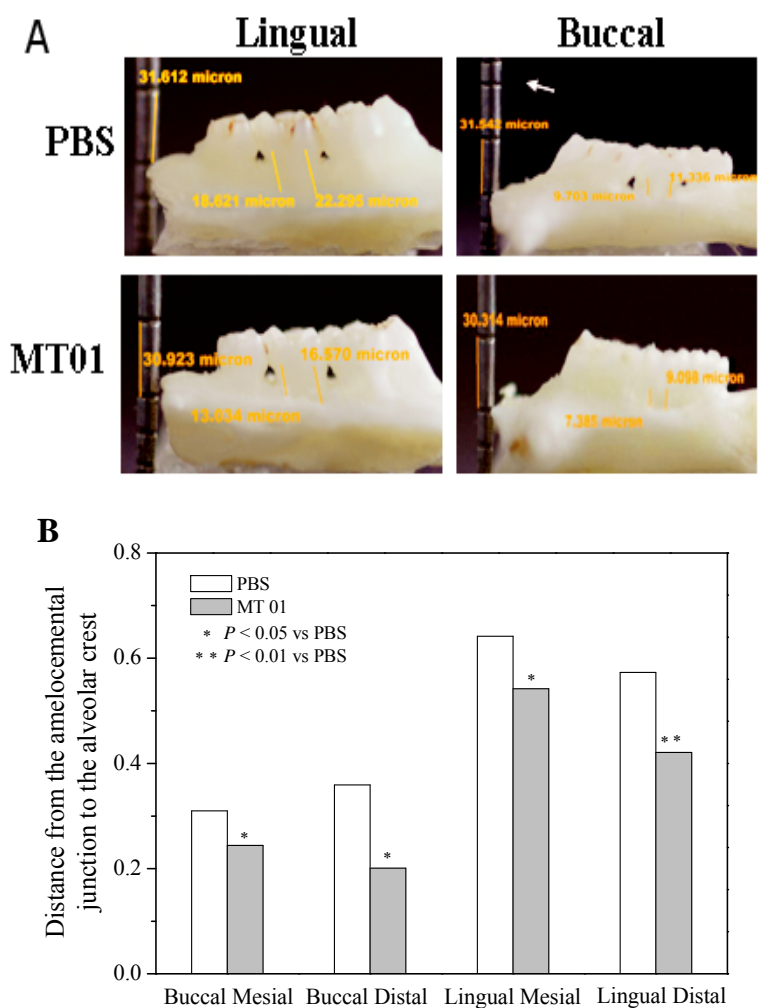 A
Lingual
Buccal
PBS
31.612 micron
18.621 micron
22.295 micron
31.542 micron
9.703 micron
11.336 micron
MT01
30.923 micron
16.570 micron
13.034 micron
30.314 micron
9.098 micron
7.385 micron
B
Distance from the amelocemental
junction to the alveolar crest
0.8
0.6
0.4
0.2
0.0
PBS
MT 01
* P < 0.05 vs PBS
** P < 0.01 vs PBS
*
*
*
**
Buccal Mesial Buccal Distal Lingual Mesial Lingual Distal